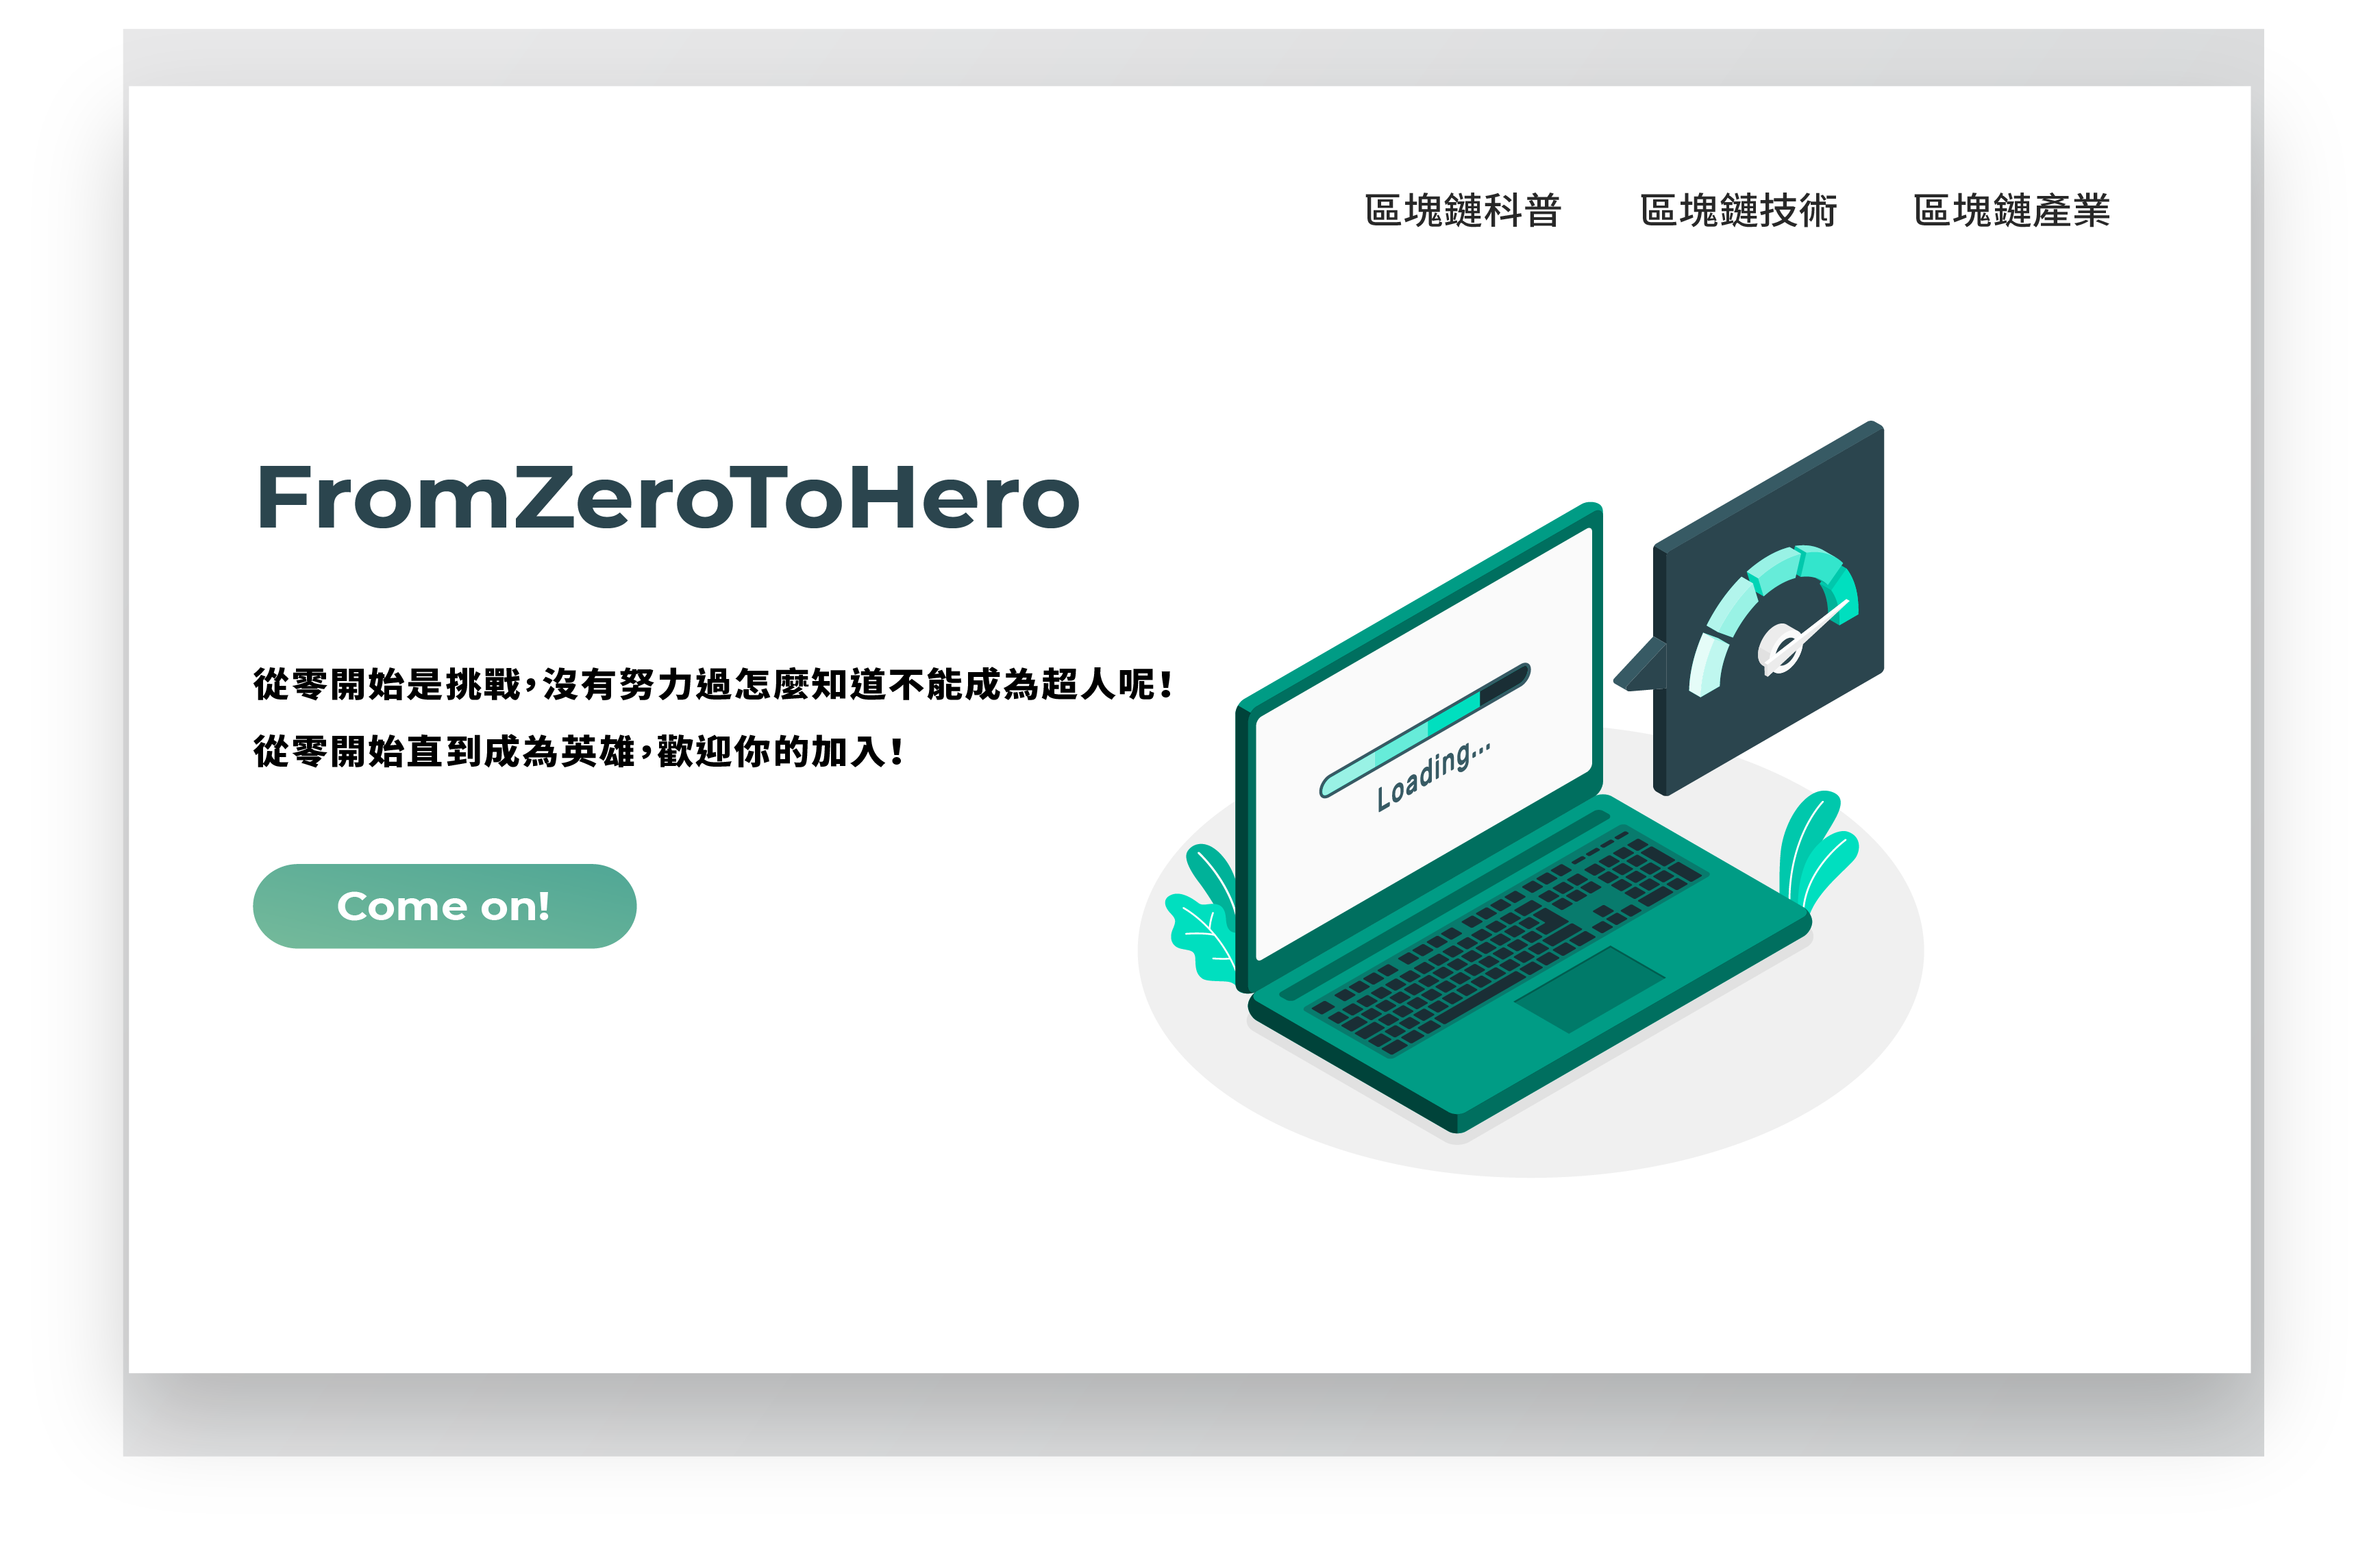 區塊鏈科普 區塊鏈技術 區塊鏈產業
FromZeroToHero
從零開始是挑戰,沒有努力過怎麼知道不能成為超人呢!
從零開始直到成為英雄,歡迎你的加入!
Come on!
Loading...